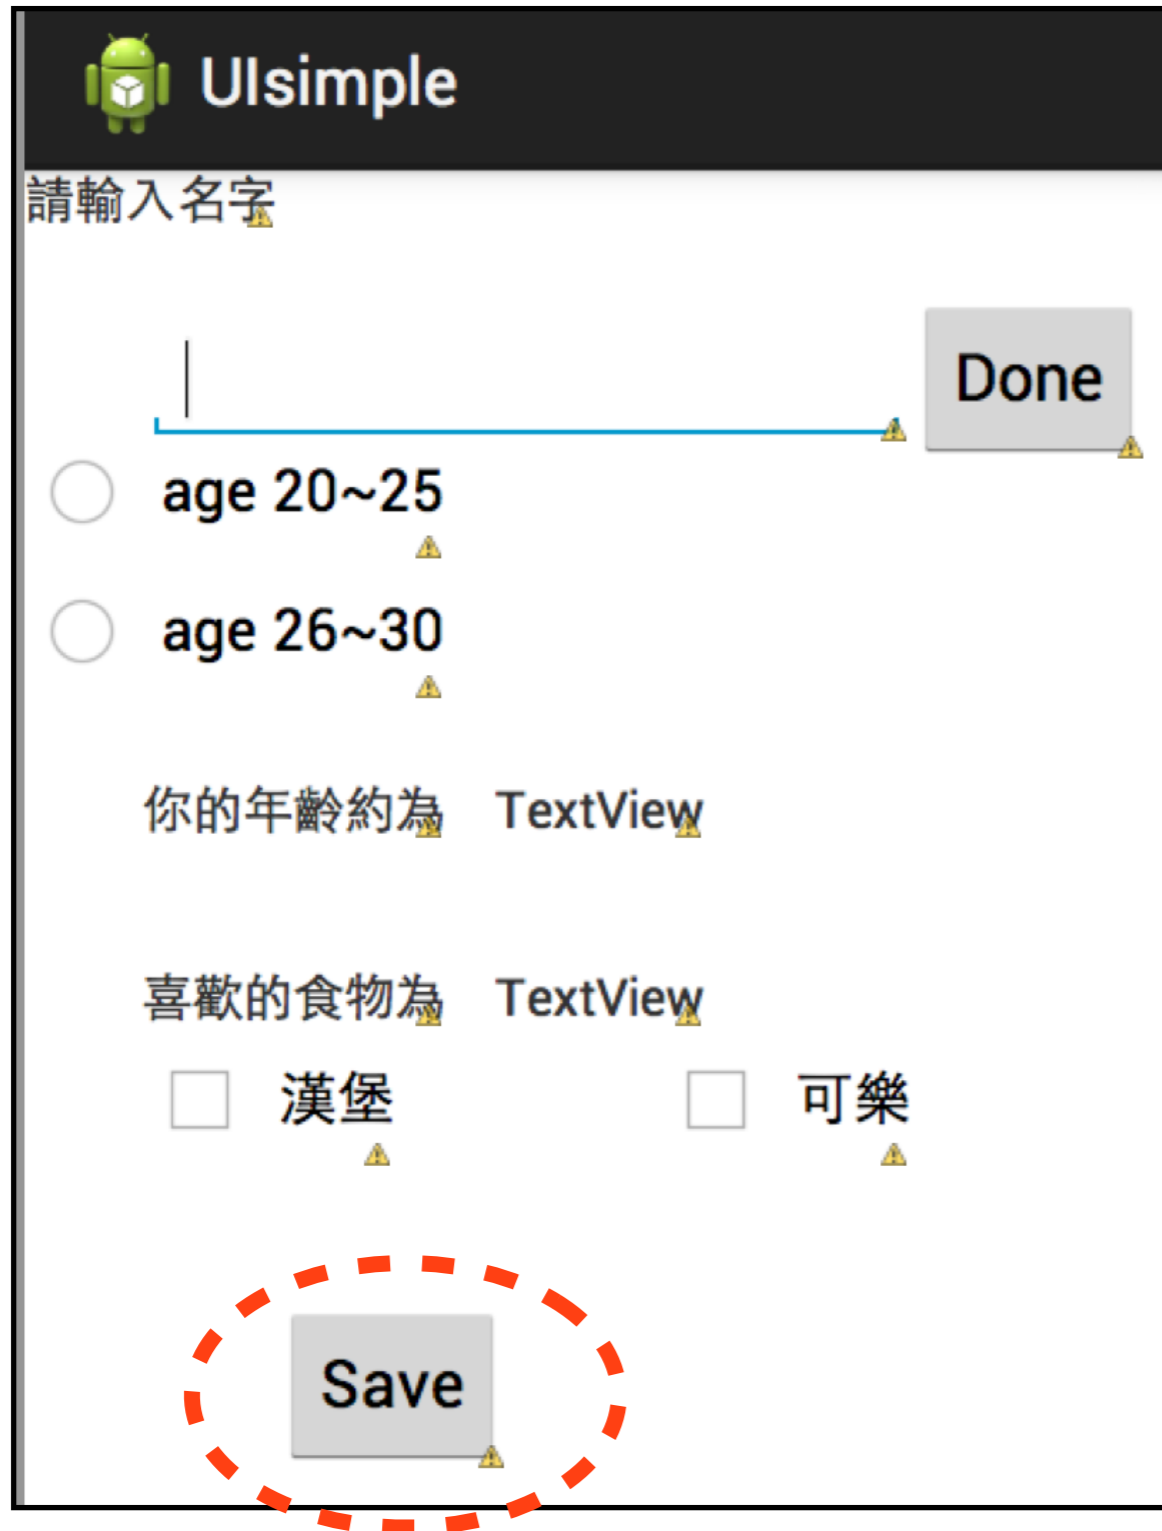 UIsimple
請輸入名字
Done
age 20~25
age 26~30
你的年齡約為 TextView
喜歡的食物為 TextView
漢堡 可樂
Save